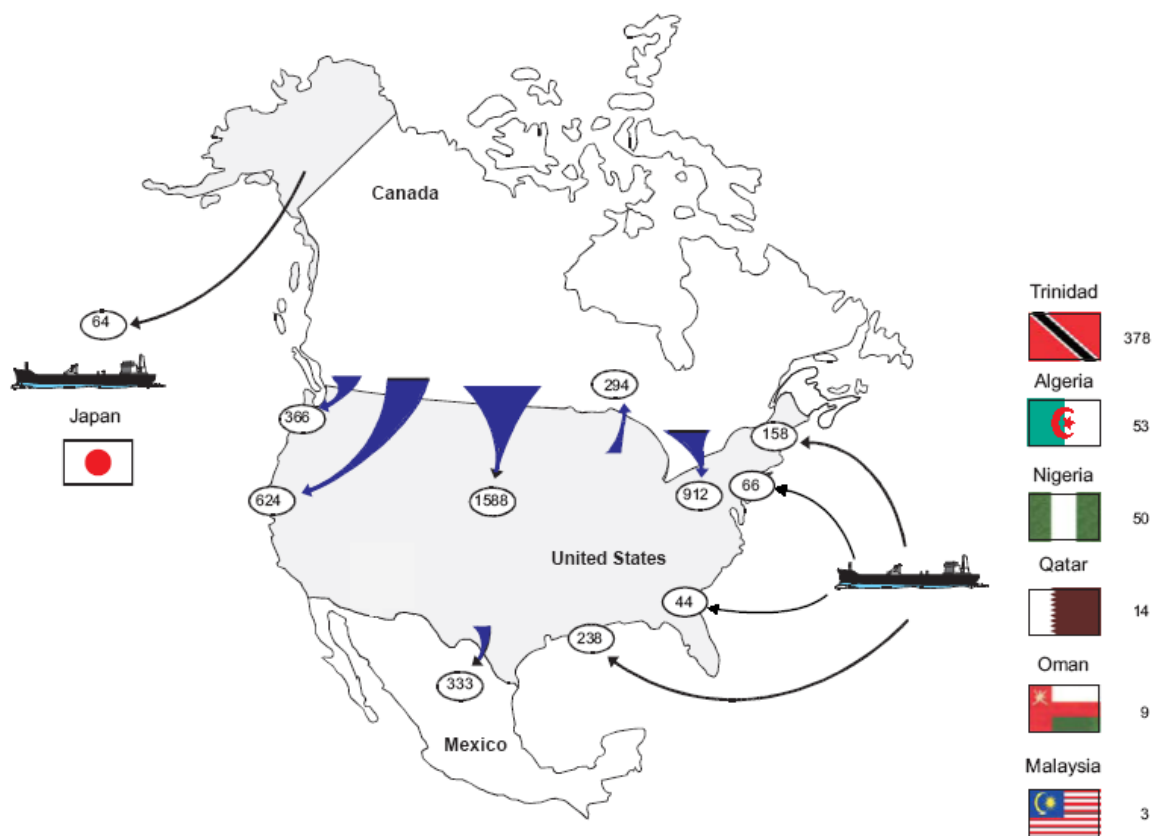 Canada
64
Japan
366
294
158
624
1588
912
66
United States
44
238
333
Mexico
Trinidad
378
Algeria
53
Nigeria
50
Qatar
14
Oman
9
Malaysia
3